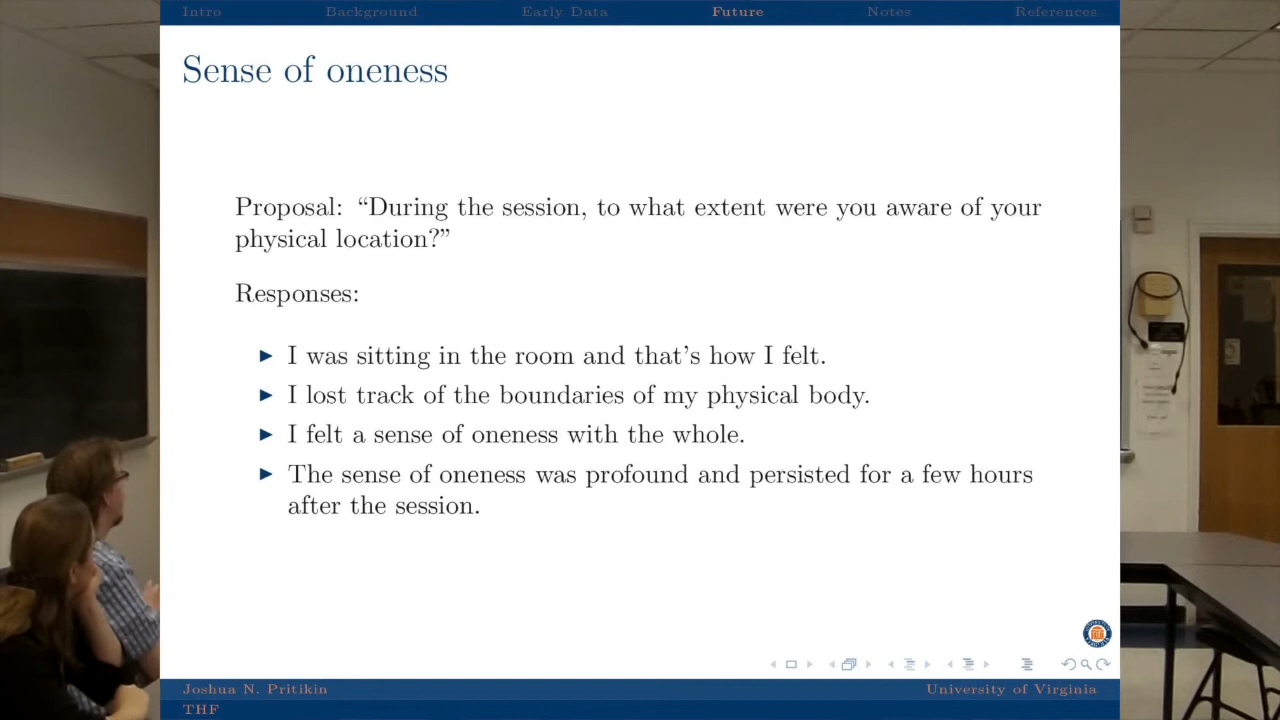 Intro Background Early Data Future Notes References
Sense of oneness
Proposal: “During the session, to what extent were you aware of your
physical location?”
Responses:
I was sitting in the room and that’s how I felt.
I lost track of the boundaries of my physical body.
I felt a sense of oneness with the whole.
The sense of oneness was profound and persisted for a few hours
after the session.
Joshua N. Pritikin University of Virginia
THF